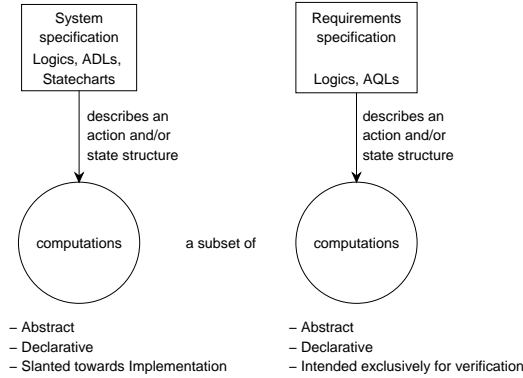 System
specification
Logics, ADLs,
Statecharts
Requirements
specification
Logics, AQLs
describes an
action and/or
state structure
describes an
action and/or
state structure
computations
a subset of
computations
– Abstract
– Declarative
– Slanted towards Implementation
– Abstract
– Declarative
– Intended exclusively for verification